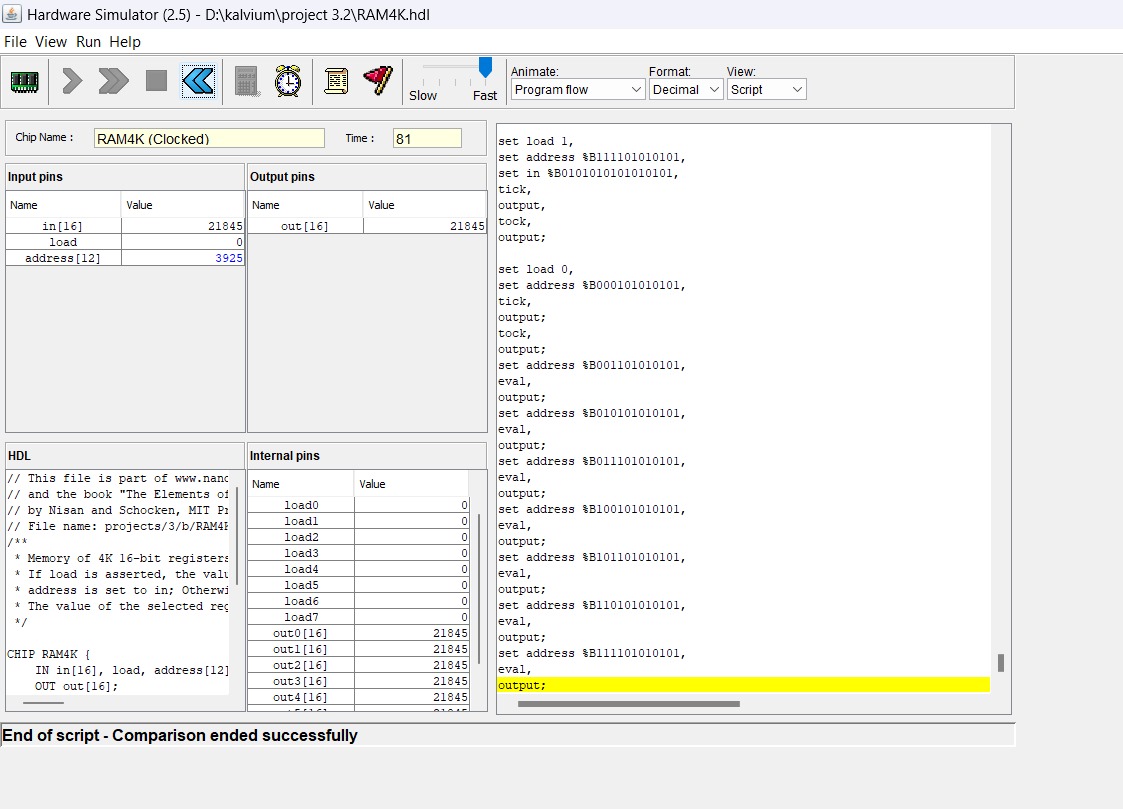 Hardware Simulator (2.5) - D:\kalvium\project 3.2\RAM4K.hdl
File View Run Help
Slow Fast
Animate: Format: View:
Program flow Decimal Script
Chip Name : RAM4K (Clocked) Time : 81
Input pins
Name Value
in[16] 21845
load 0
address[12] 3925
Output pins
Name Value
out[16] 21845
HDL
// This file is part of www.nand
// and the book "The Elements of
// by Nisan and Schocken, MIT Pr
// File name: projects/3/b/RAM4K
/**
* Memory of 4K 16-bit registers
* If load is asserted, the valu
* address is set to in; Otherwi
* The value of the selected reg
*/
CHIP RAM4K {
IN in[16], load, address[12]
OUT out[16];
Internal pins
Name Value
load0 0
load1 0
load2 0
load3 0
load4 0
load5 0
load6 0
load7 0
out0[16] 21845
out1[16] 21845
out2[16] 21845
out3[16] 21845
out4[16] 21845
set load 1,
set address %B111101010101,
set in %B0101010101010101,
tick,
output,
tock,
output;
set load 0,
set address %B000101010101,
tick,
output;
tock,
output;
set address %B001101010101,
eval,
output;
set address %B010101010101,
eval,
output;
set address %B011101010101,
eval,
output;
set address %B100101010101,
eval,
output;
set address %B101101010101,
eval,
output;
set address %B110101010101,
eval,
output;
set address %B111101010101,
eval,
output;
End of script - Comparison ended successfully